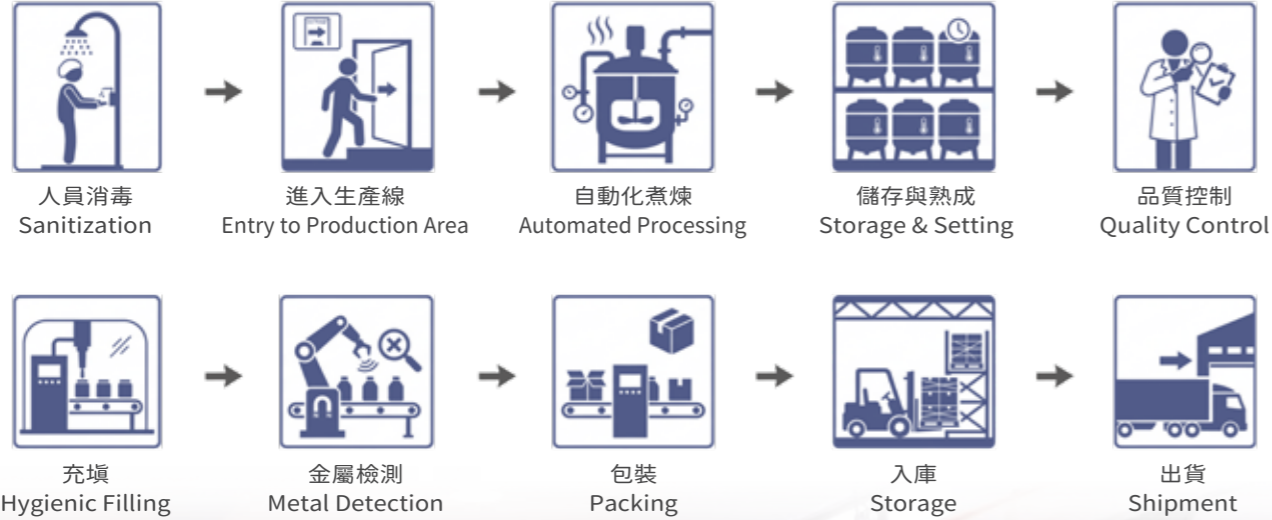 人員消毒
Sanitization
進入生產線
Entry to Production Area
自動化煮煉
Automated Processing
儲存與熟成
Storage & Setting
品質控制
Quality Control
充塡
Hygienic Filling
金屬檢測
Metal Detection
包裝
Packing
入庫
Storage
出貨
Shipment